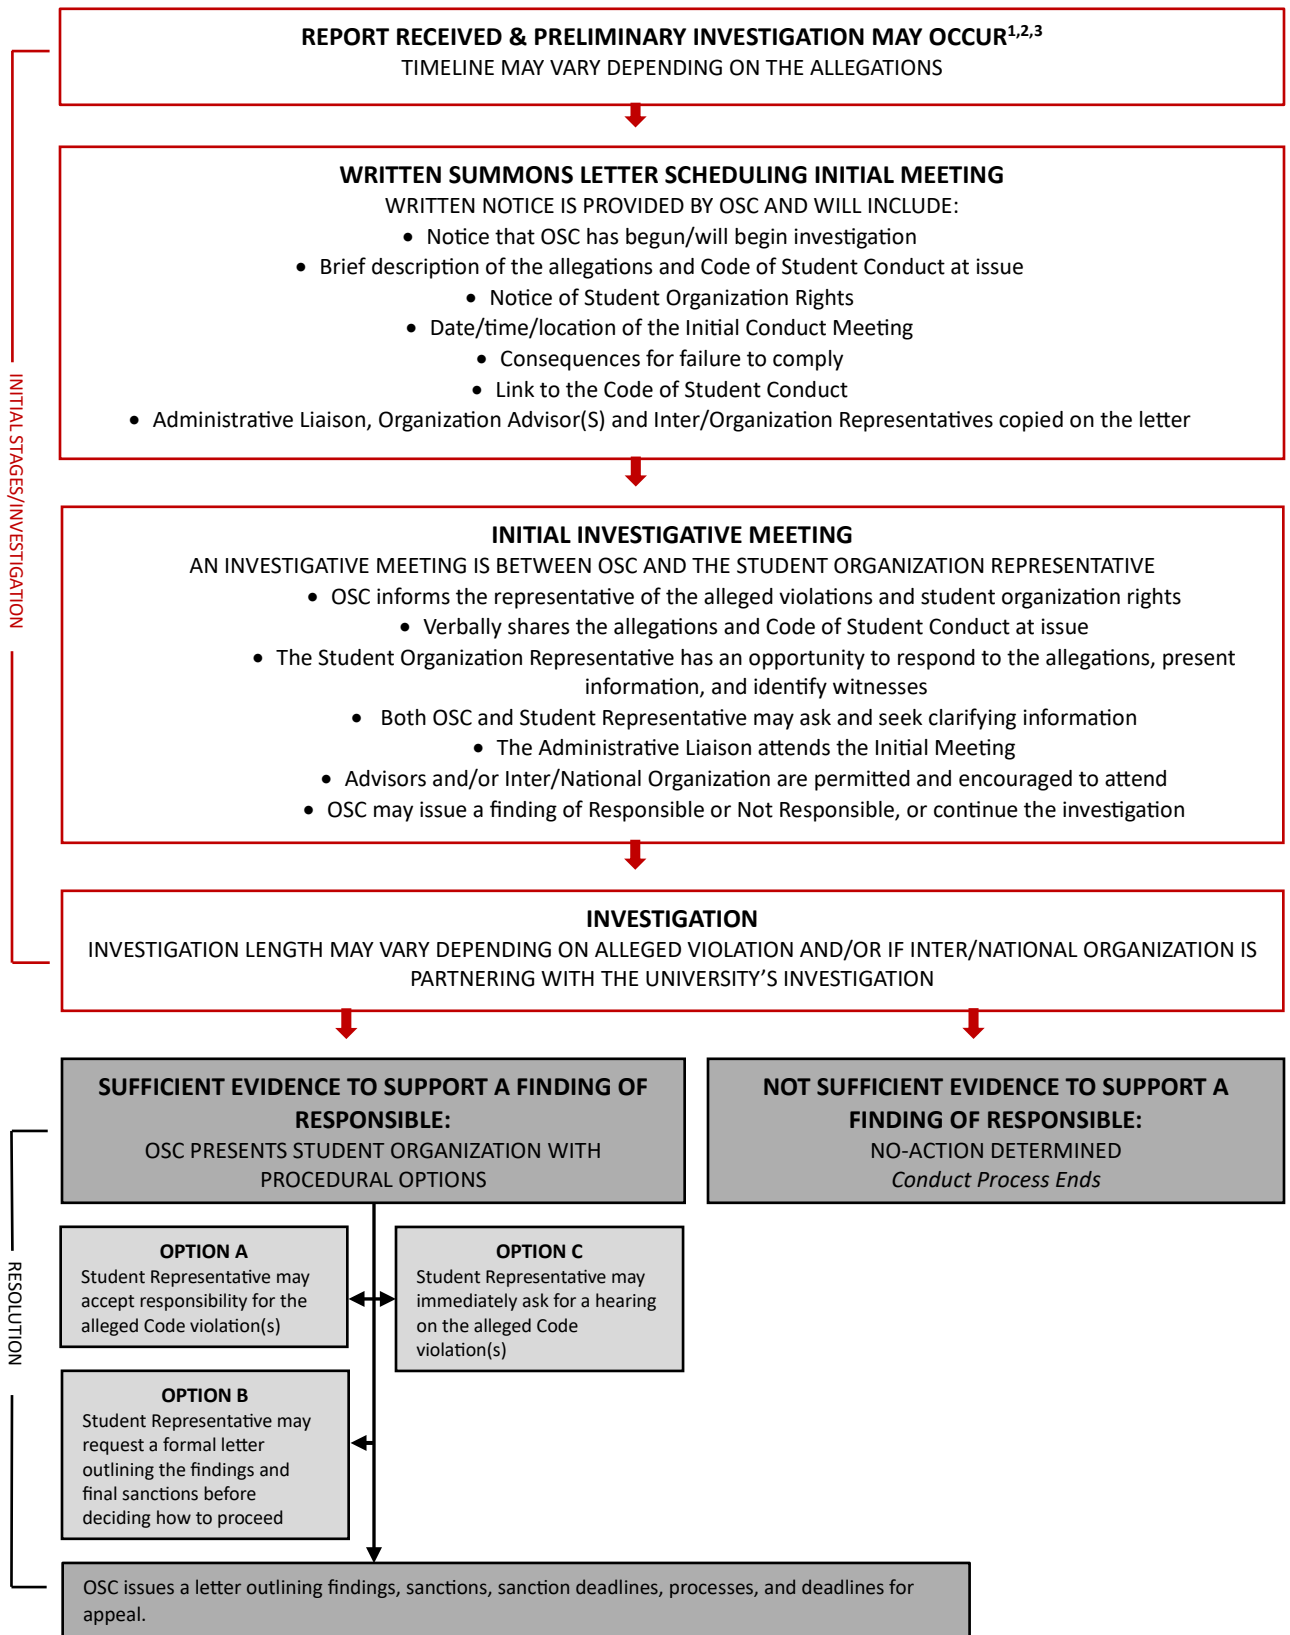 REPORT RECEIVED & PRELIMINARY INVESTIGATION MAY OCCUR1,2,3
TIMELINE MAY VARY DEPENDING ON THE ALLEGATIONS
WRITTEN SUMMONS LETTER SCHEDULING INITIAL MEETING
WRITTEN NOTICE IS PROVIDED BY OSC AND WILL INCLUDE:
• Notice that OSC has begun/will begin investigation
• Brief description of the allegations and Code of Student Conduct at issue
• Notice of Student Organization Rights
• Date/time/location of the Initial Conduct Meeting
• Consequences for failure to comply
• Link to the Code of Student Conduct
• Administrative Liaison, Organization Advisor(S) and Inter/Organization Representatives copied on the letter
INITIAL INVESTIGATIVE MEETING
AN INVESTIGATIVE MEETING IS BETWEEN OSC AND THE STUDENT ORGANIZATION REPRESENTATIVE
• OSC informs the representative of the alleged violations and student organization rights
• Verbally shares the allegations and Code of Student Conduct at issue
• The Student Organization Representative has an opportunity to respond to the allegations, present
information, and identify witnesses
• Both OSC and Student Representative may ask and seek clarifying information
• The Administrative Liaison attends the Initial Meeting
• Advisors and/or Inter/National Organization are permitted and encouraged to attend
• OSC may issue a finding of Responsible or Not Responsible, or continue the investigation
INITIAL STAGES/INVESTIGATION
INVESTIGATION
INVESTIGATION LENGTH MAY VARY DEPENDING ON ALLEGED VIOLATION AND/OR IF INTER/NATIONAL ORGANIZATION IS
PARTNERING WITH THE UNIVERSITY'S INVESTIGATION
SUFFICIENT EVIDENCE TO SUPPORT A FINDING OF
RESPONSIBLE:
OSC PRESENTS STUDENT ORGANIZATION WITH
PROCEDURAL OPTIONS
NOT SUFFICIENT EVIDENCE TO SUPPORT A
FINDING OF RESPONSIBLE:
NO-ACTION DETERMINED
Conduct Process Ends
RESOLUTION
OPTION A
Student Representative may
accept responsibility for the
alleged Code violation(s)
OPTION C
Student Representative may
immediately ask for a hearing
on the alleged Code
violation(s)
OPTION B
Student Representative may
request a formal letter
outlining the findings and
final sanctions before
deciding how to proceed
OSC issues a letter outlining findings, sanctions, sanction deadlines, processes, and deadlines for
appeal.